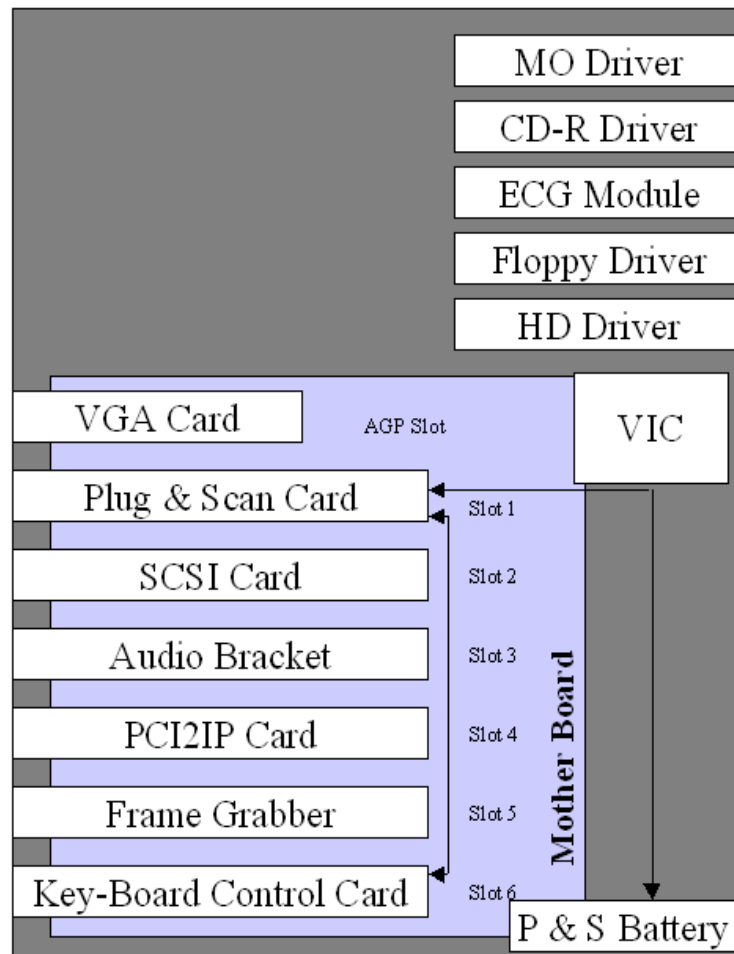 MO Driver
CD-R Driver
ECG Module
Floppy Driver
HD Driver
VGA Card
AGP Slot
VIC
Plug & Scan Card
Slot 1
SCSI Card
Slot 2
Audio Bracket
Slot 3
PCI2IP Card
Slot 4
Frame Grabber
Slot 5
Key-Board Control Card
Slot 6
Mother Board
P & S Battery